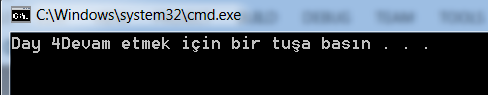 C:\Windows\system32\cmd.exe
Day 4Devam etmek için bir tuşa basın . . .